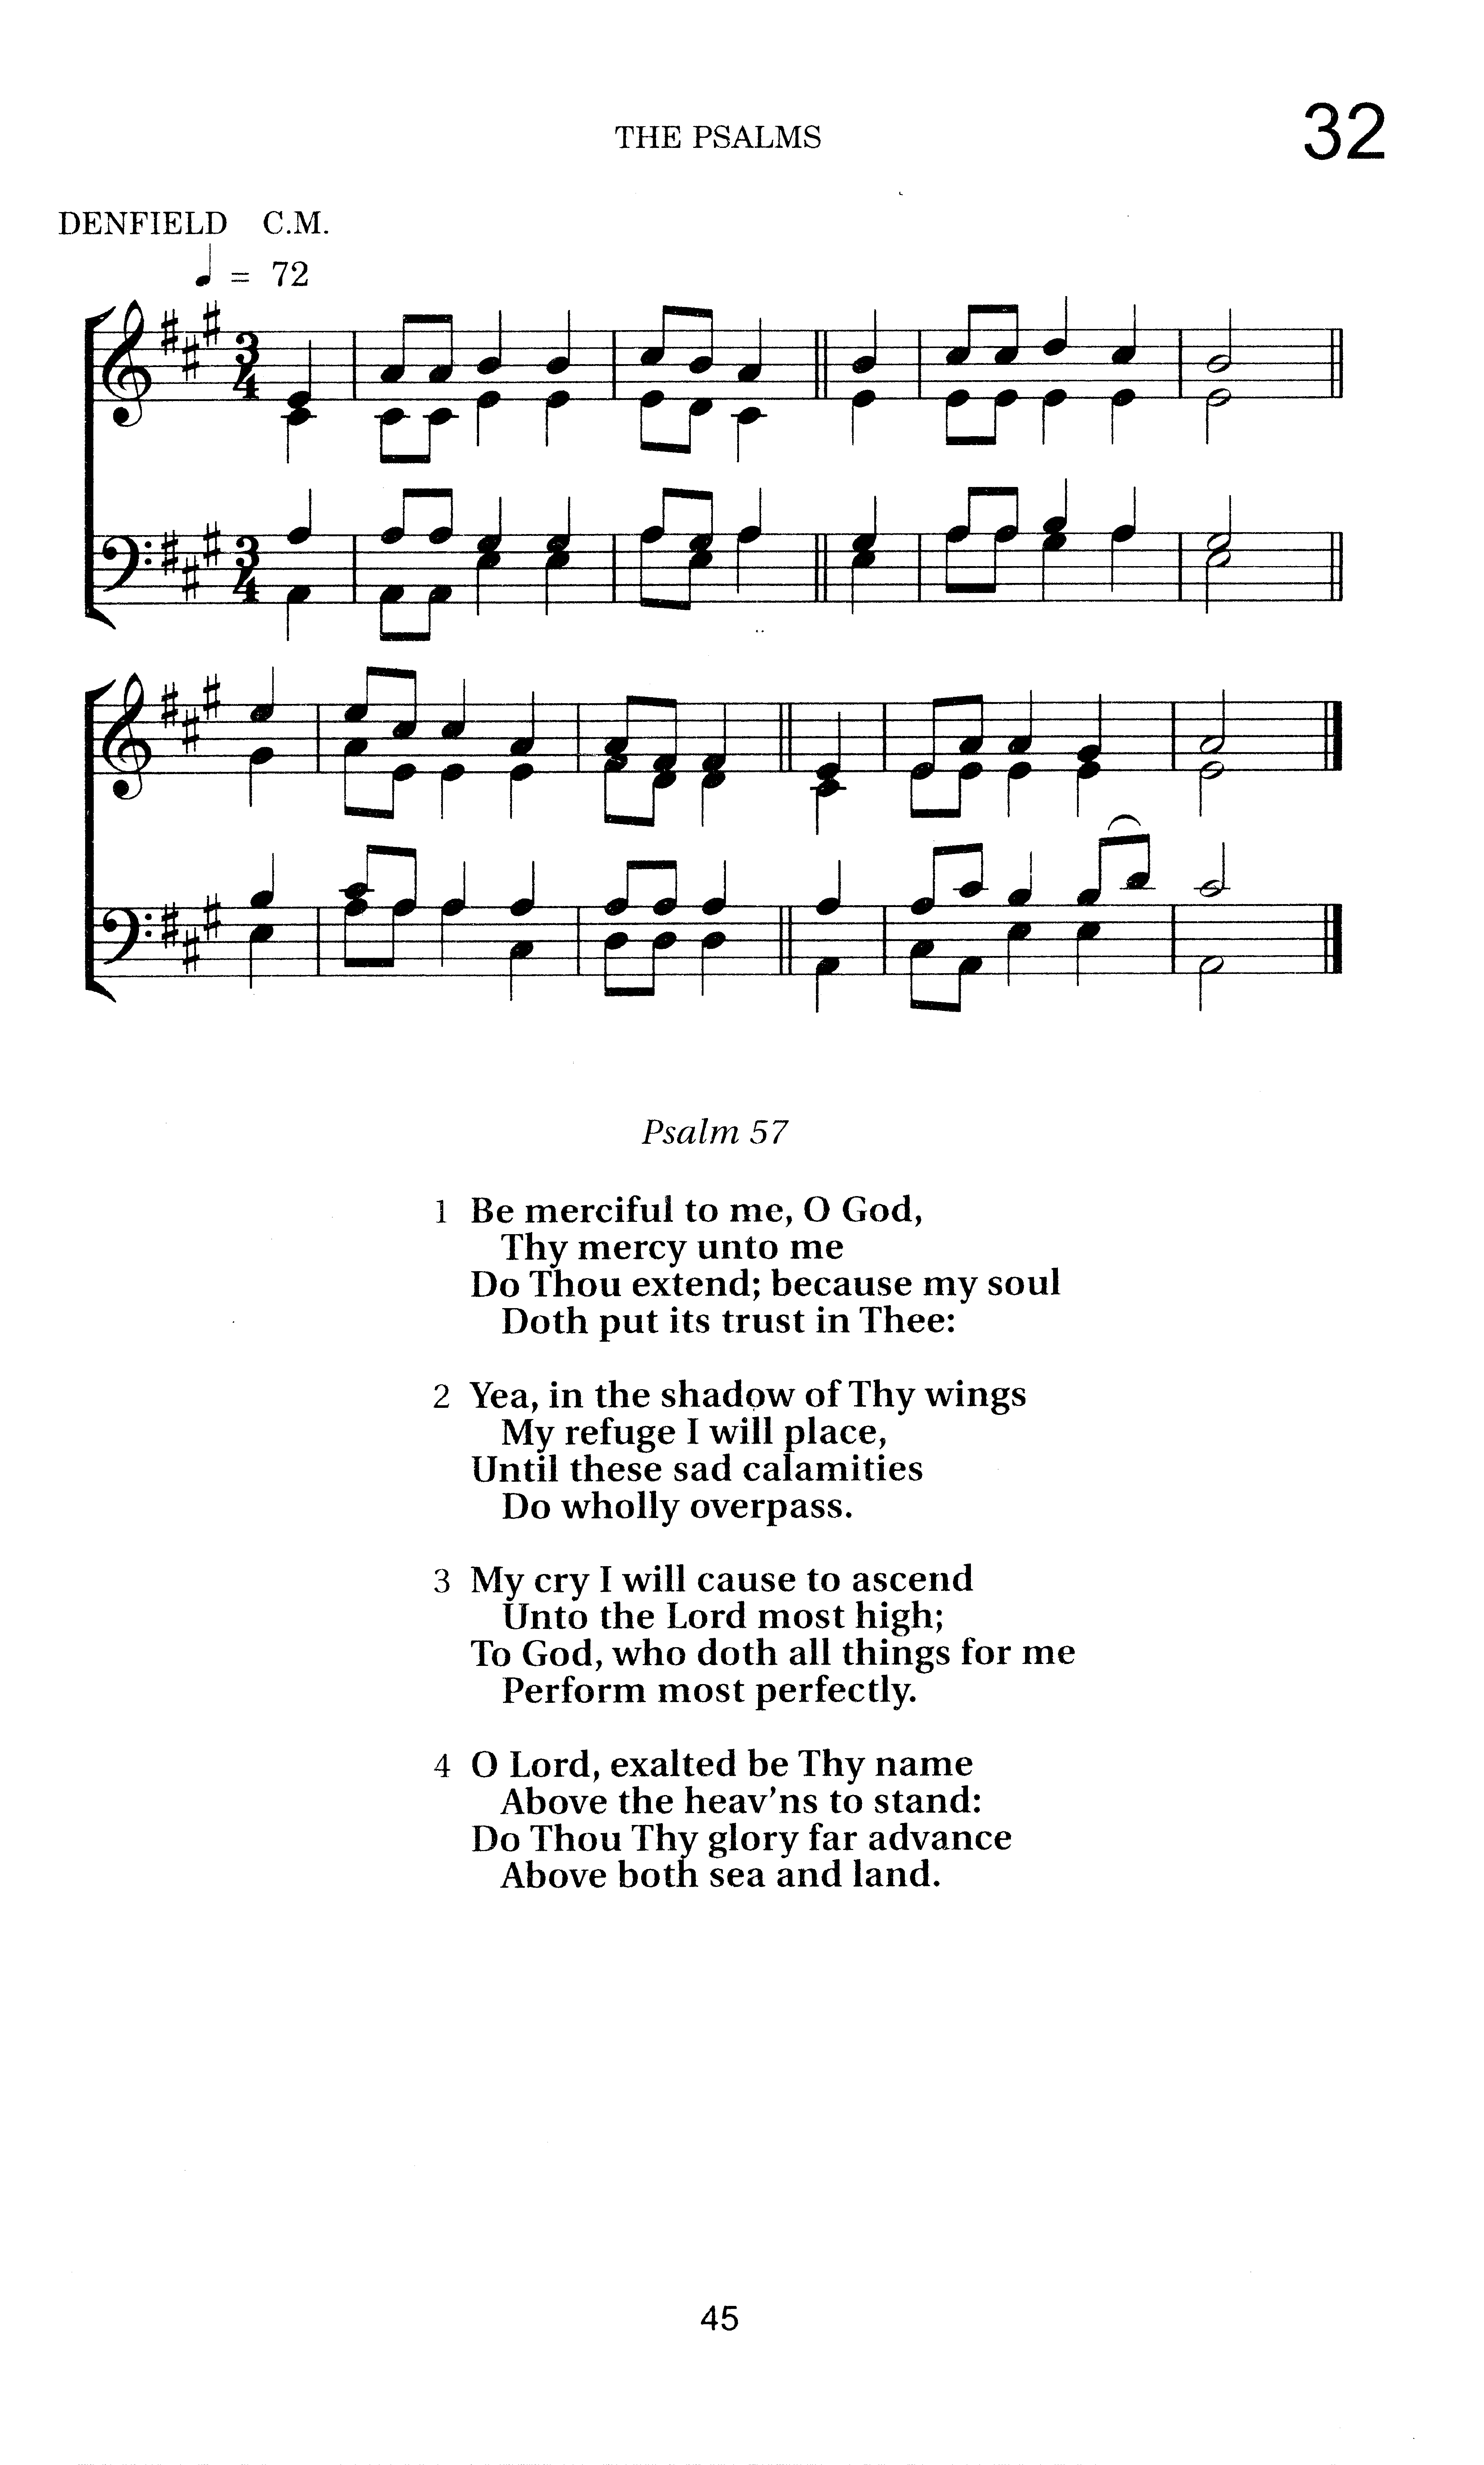 THE PSALMS
32
DENFIELD C.M.
♩ = 72
3
4
3
4
Psalm 57
1 Be merciful to me, O God,
Thy mercy unto me
Do Thou extend; because my soul
Doth put its trust in Thee:
2 Yea, in the shadow of Thy wings
My refuge I will place,
Until these sad calamities
Do wholly overpass.
3 My cry I will cause to ascend
Unto the Lord most high;
To God, who doth all things for me
Perform most perfectly.
4 O Lord, exalted be Thy name
Above the heav'ns to stand:
Do Thou Thy glory far advance
Above both sea and land.
45